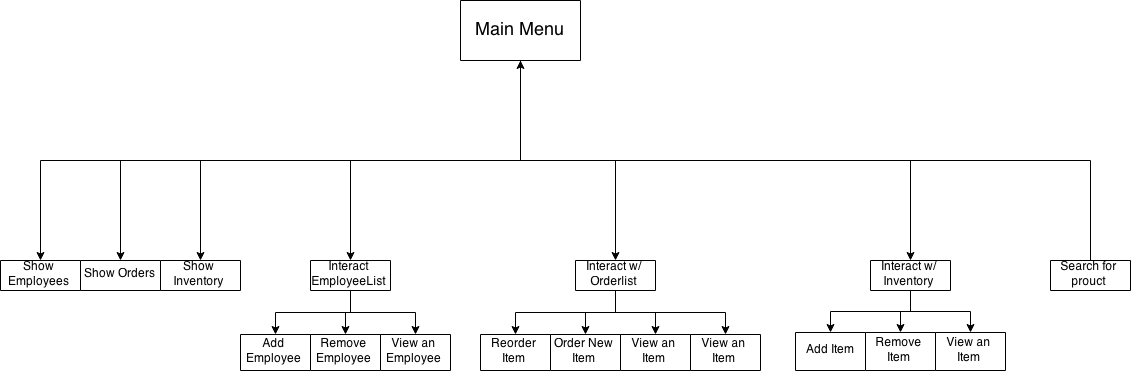 Main Menu
Show
Employees
Show Orders
Show
Inventory
Interact
EmployeeList
Interact w/
Orderlist
Interact w/
Inventory
Search for
prouct
Add
Employee
Remove
Employee
View an
Employee
Reorder
Item
Order New
Item
View an
Item
View an
Item
Add Item
Remove
Item
View an
Item